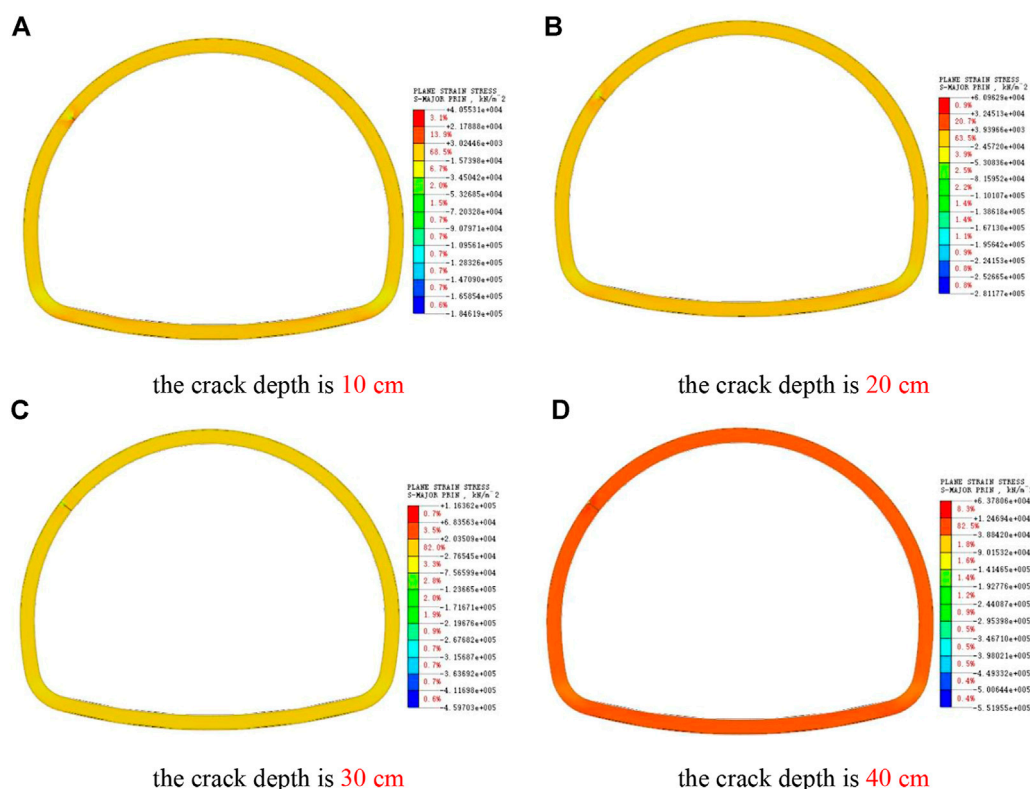 A
PLANE STRAIN STRESS
S-MAJOR PRIN , kN/m^2
+4.05531e+004
3.1%
+2.17888e+004
13.9%
+3.02446e+003
68.5%
-1.57398e+004
6.7%
-3.45042e+004
2.0%
-5.32685e+004
1.5%
-7.20328e+004
0.7%
-9.07971e+004
0.7%
-1.09561e+005
0.7%
-1.28326e+005
0.7%
-1.47090e+005
0.7%
-1.65854e+005
0.6%
-1.84619e+005
the crack depth is 10 cm
B
PLANE STRAIN STRESS
S-MAJOR PRIN , kN/m^2
+6.09629e+004
0.9%
+3.24513e+004
20.7%
+3.93966e+003
63.5%
-2.45720e+004
3.9%
-5.30836e+004
2.5%
-8.15952e+004
2.2%
-1.10107e+005
1.4%
-1.38618e+005
1.4%
-1.67130e+005
1.1%
-1.95642e+005
0.9%
-2.24153e+005
0.8%
-2.52665e+005
0.8%
-2.81177e+005
the crack depth is 20 cm
C
PLANE STRAIN STRESS
S-MAJOR PRIN , kN/m^2
+1.16362e+005
0.7%
+6.83563e+004
3.5%
+2.03509e+004
82.0%
-2.76545e+004
3.3%
-7.56599e+004
2.8%
-1.23665e+005
2.0%
-1.71671e+005
1.9%
-2.19676e+005
0.9%
-2.67682e+005
0.7%
-3.15687e+005
0.7%
-3.63692e+005
0.7%
-4.11698e+005
0.6%
-4.59703e+005
the crack depth is 30 cm
D
PLANE STRAIN STRESS
S-MAJOR PRIN , kN/m^2
+6.37806e+004
8.3%
+1.24694e+004
82.5%
-3.88420e+004
1.8%
-9.01532e+004
1.6%
-1.41465e+005
1.4%
-1.92776e+005
1.2%
-2.44087e+005
0.9%
-2.95398e+005
0.5%
-3.46710e+005
0.5%
-3.98021e+005
0.5%
-4.49332e+005
0.4%
-5.00644e+005
0.4%
-5.51955e+005
the crack depth is 40 cm